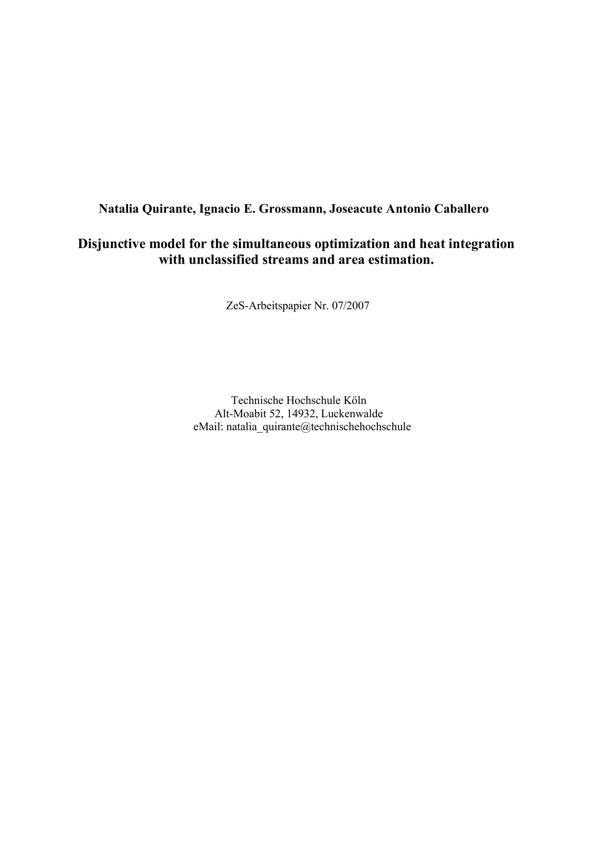 Natalia Quirante, Ignacio E. Grossmann, Joseacute Antonio Caballero
Disjunctive model for the simultaneous optimization and heat integration
with unclassified streams and area estimation.
ZeS-Arbeitspapier Nr. 07/2007
Technische Hochschule Köln
Alt-Moabit 52, 14932, Luckenwalde
eMail: natalia_quirante@technischehochschule